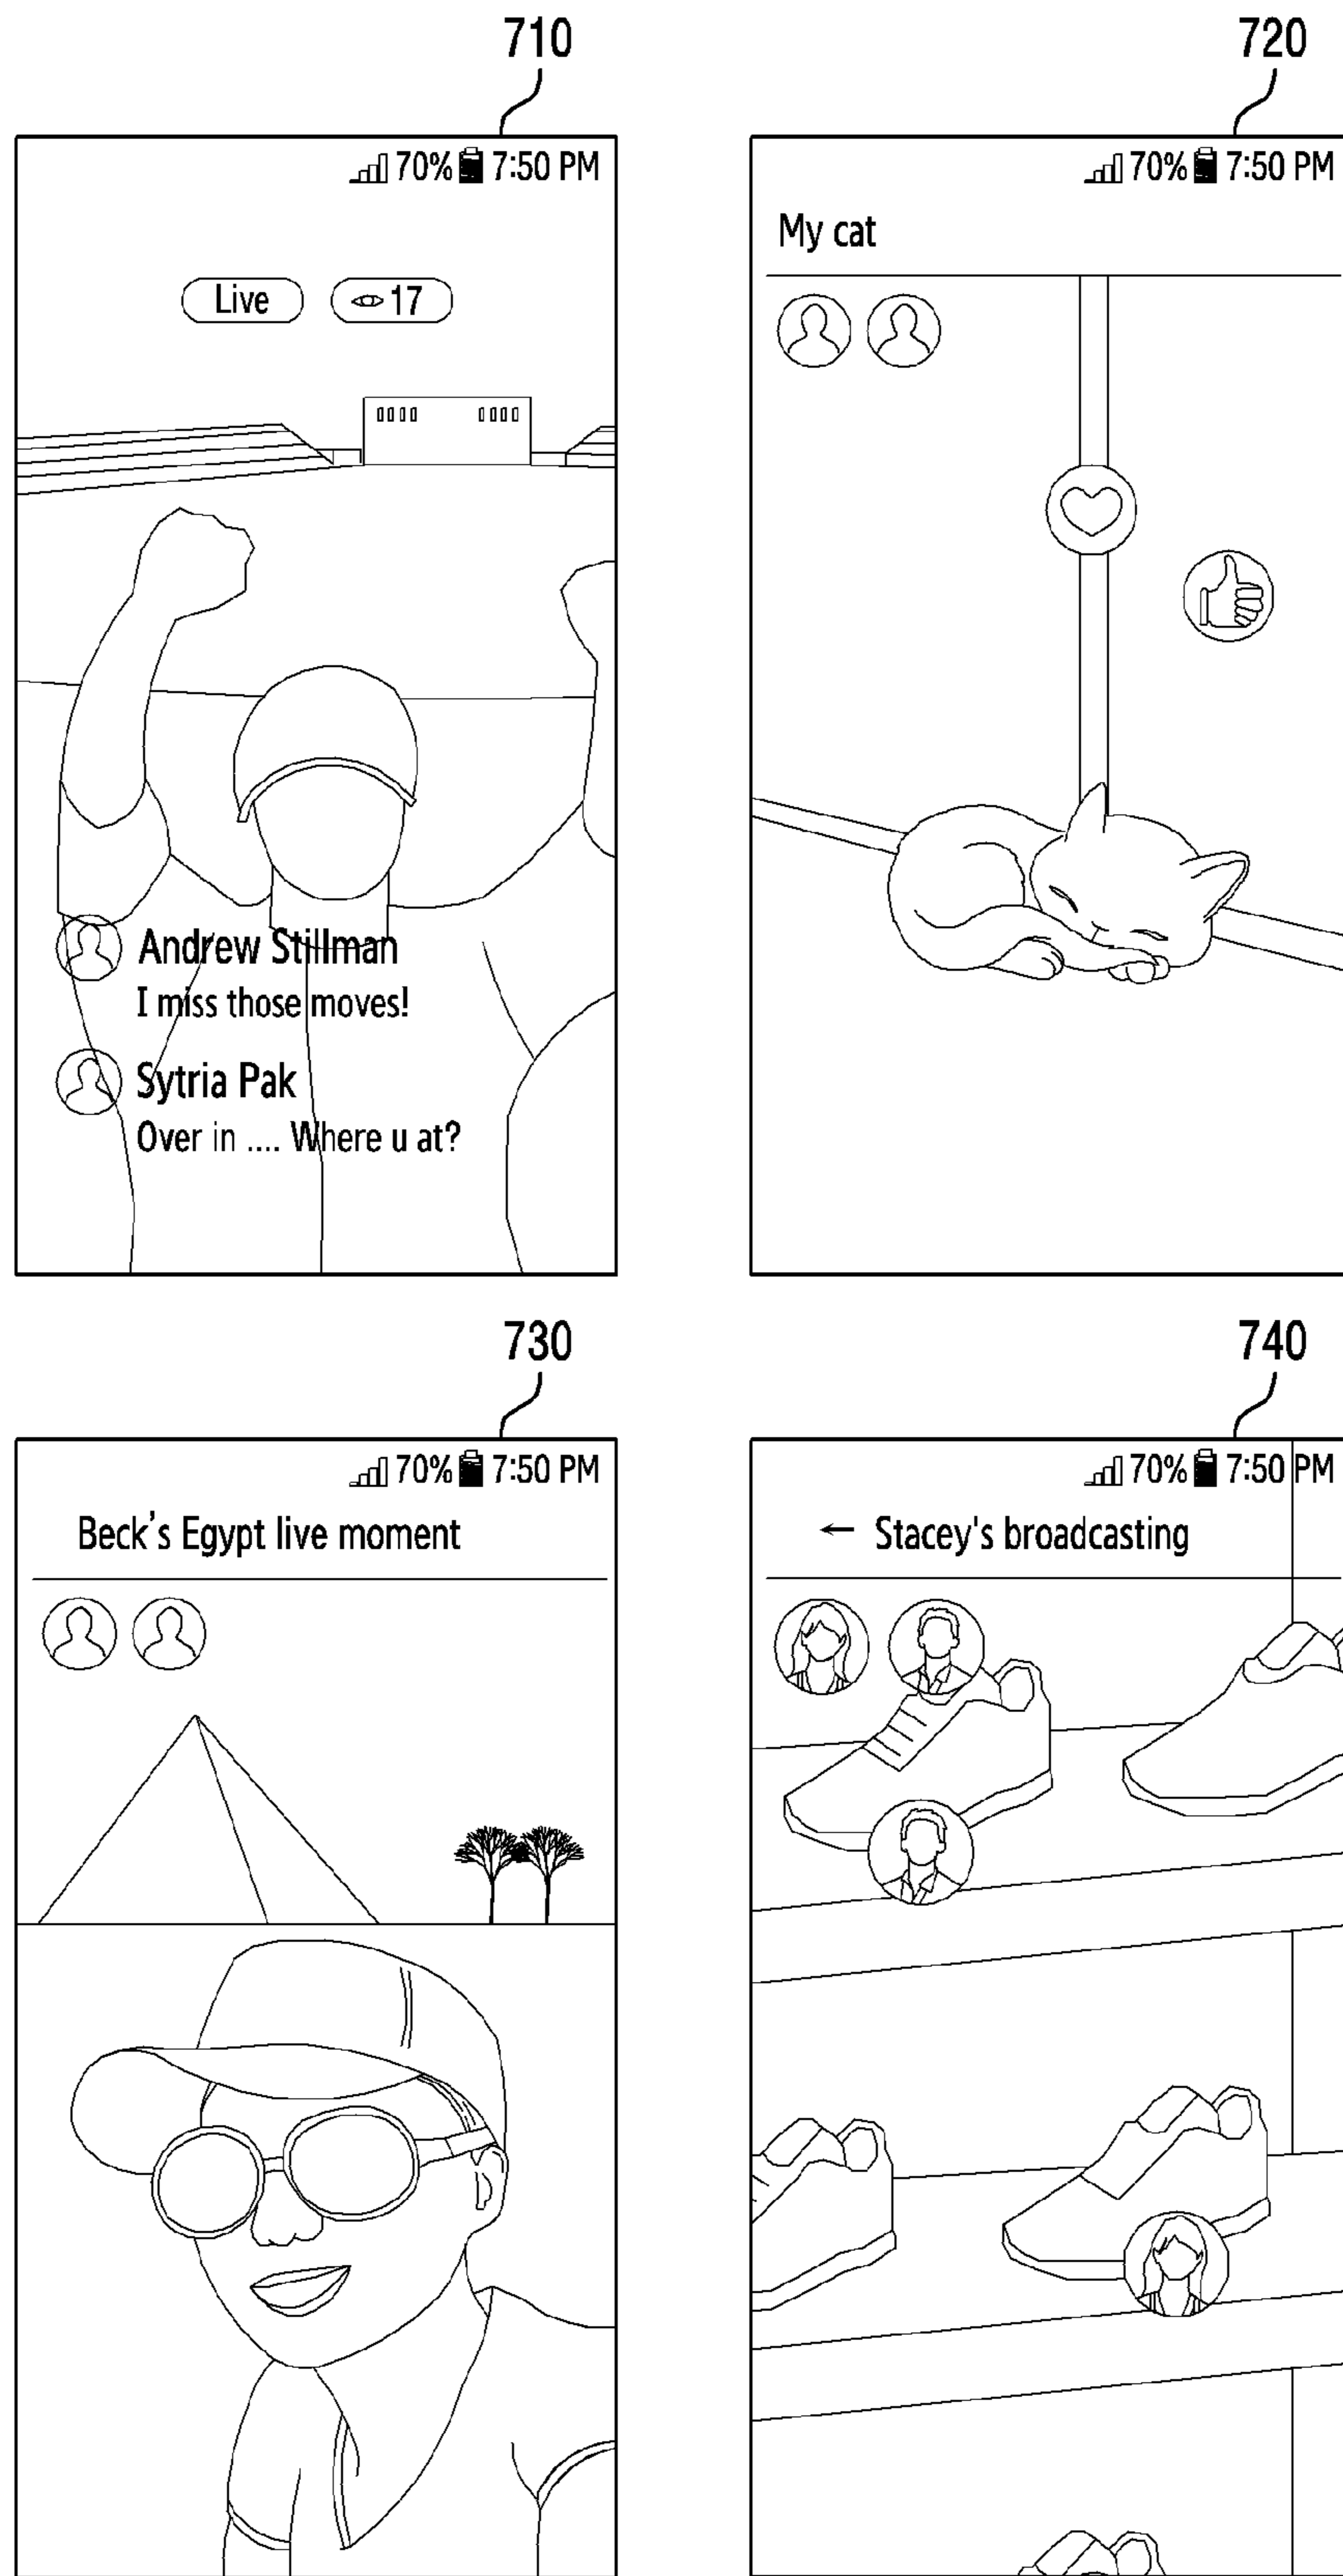 710
70% 7:50 PM
Live 17
Andrew Stillman
I miss those moves!
Sytria Pak
Over in .... Where u at?
720
70% 7:50 PM
My cat
730
70% 7:50 PM
Beck's Egypt live moment
740
70% 7:50 PM
← Stacey's broadcasting